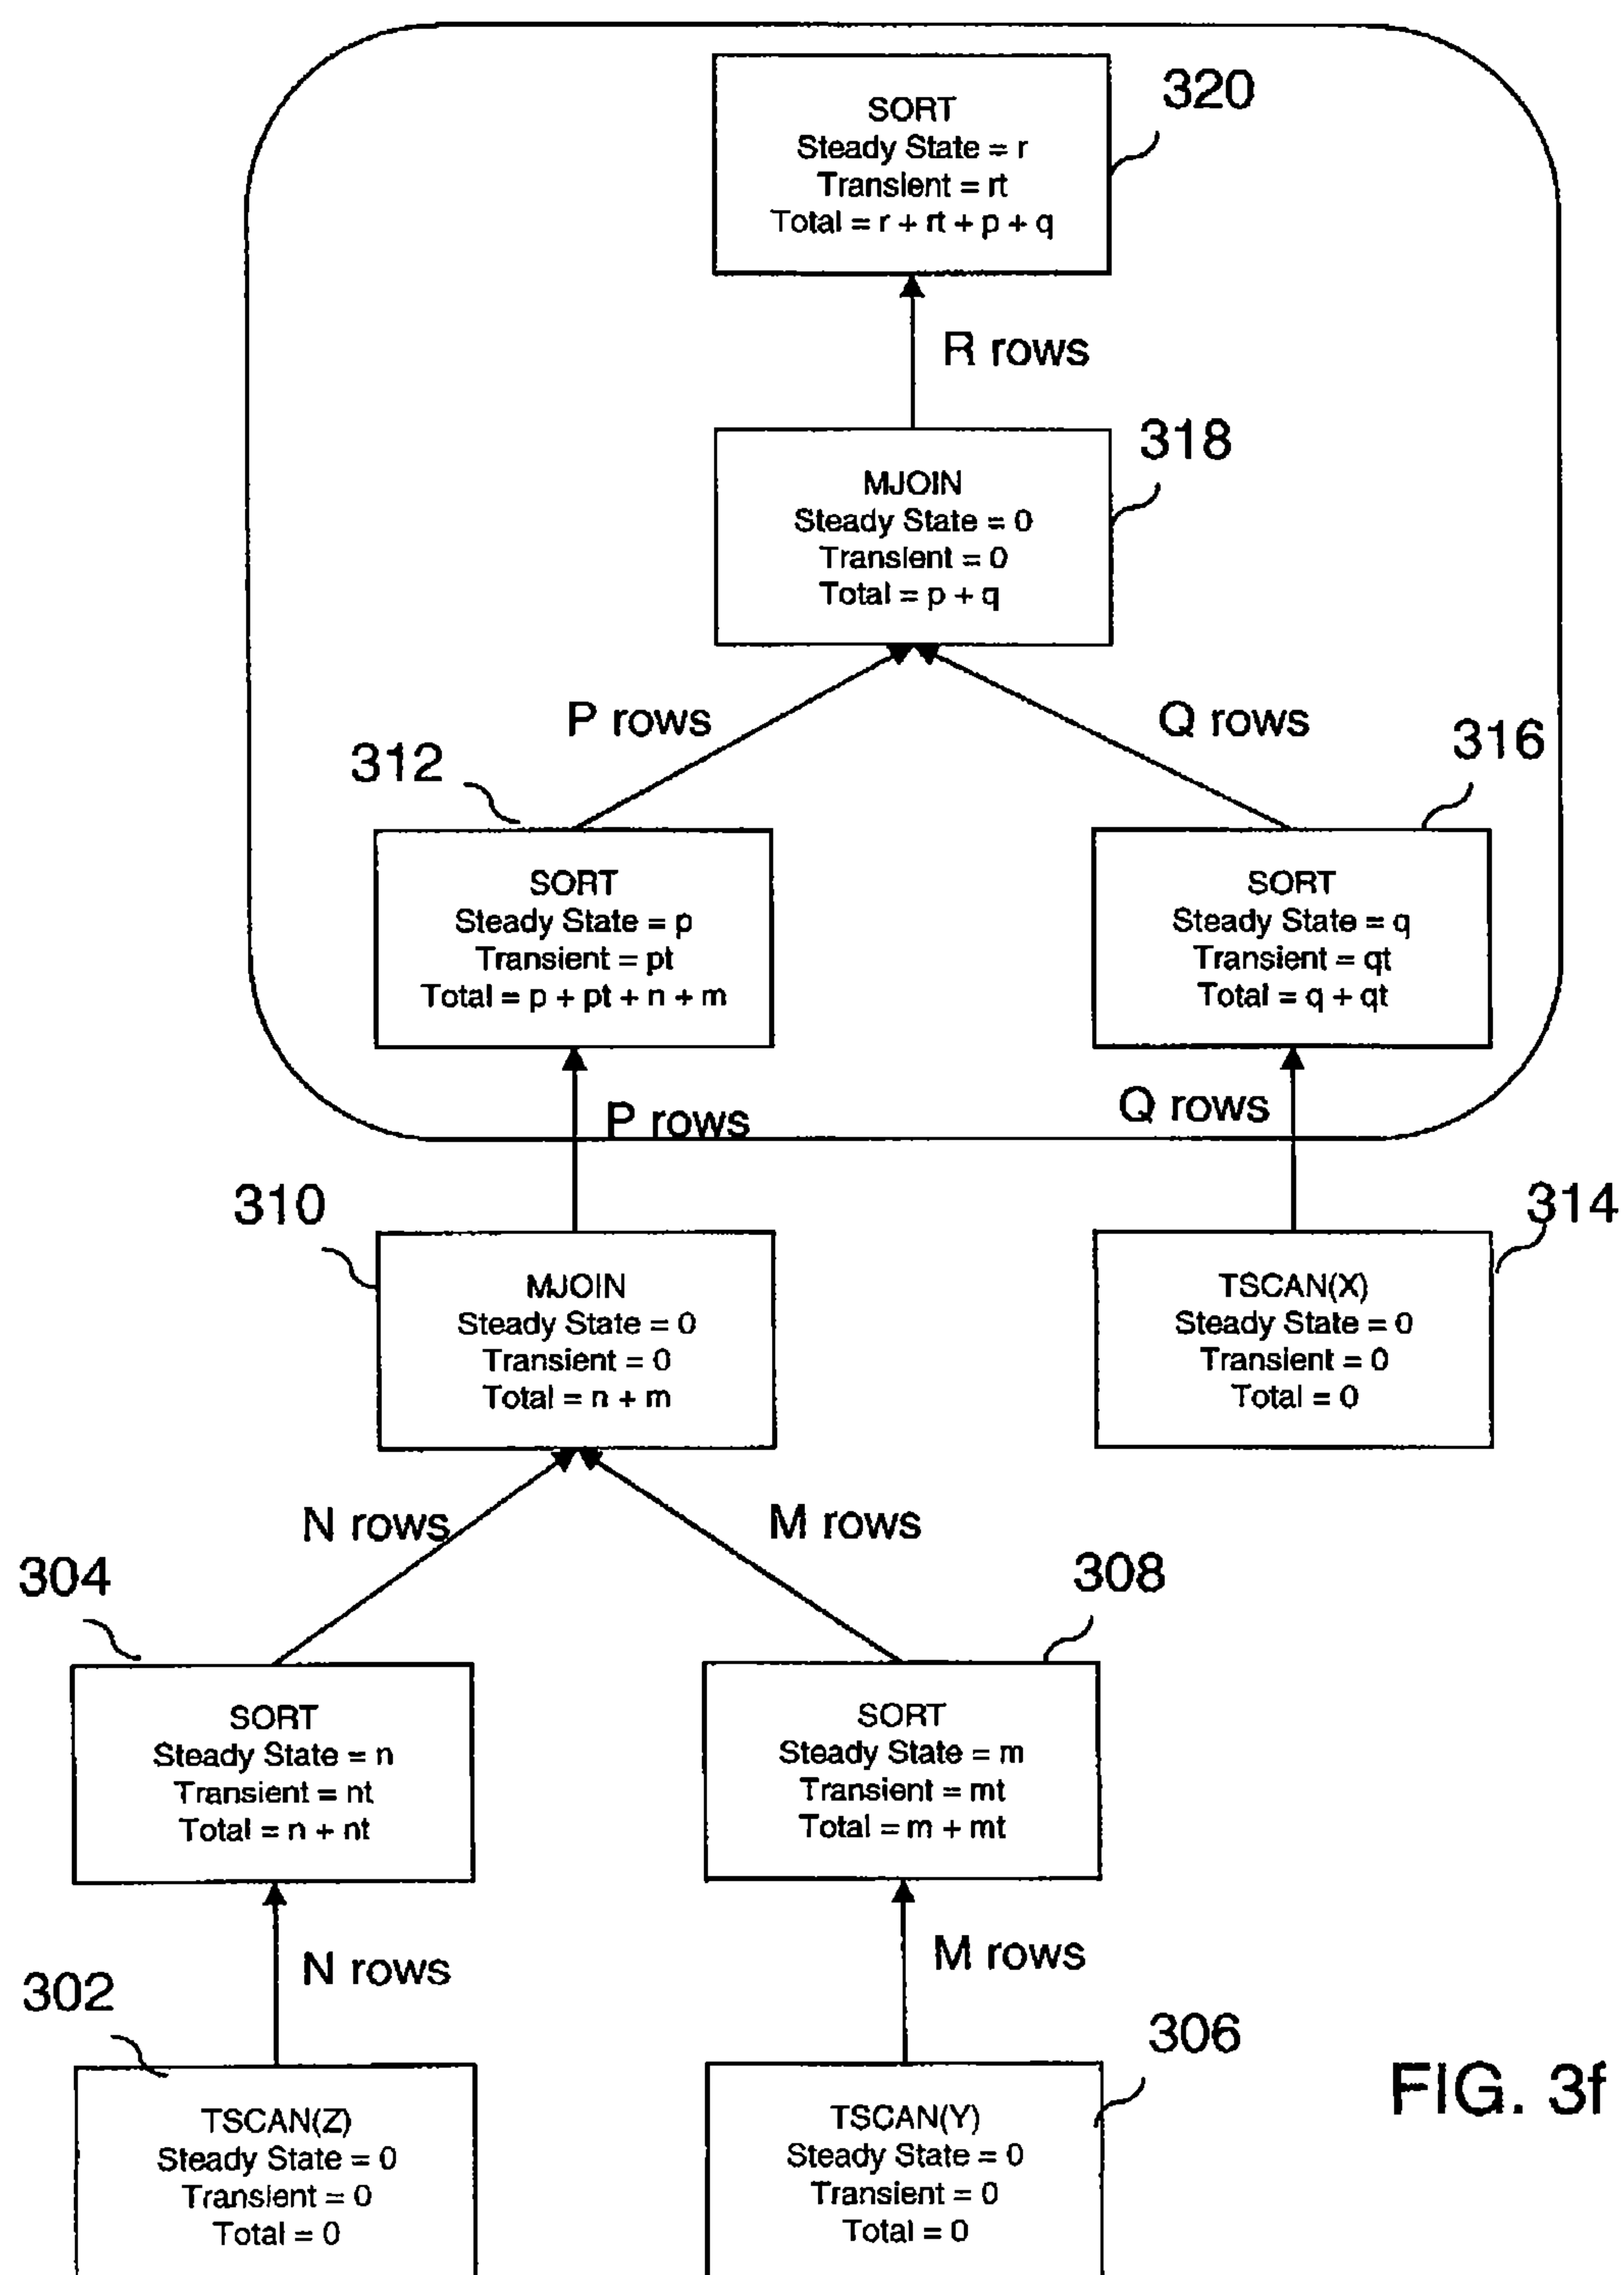 320
SORT
Steady State = r
Transient = rt
Total = r + rt + p + q
R rows
318
MJOIN
Steady State = 0
Transient = 0
Total = p + q
P rows
Q rows
312
316
SORT
Steady State = p
Transient = pt
Total = p + pt + n + m
SORT
Steady State = q
Transient = qt
Total = q + qt
P rows
Q rows
310
314
MJOIN
Steady State = 0
Transient = 0
Total = n + m
TSCAN(X)
Steady State = 0
Transient = 0
Total = 0
N rows
M rows
304
308
SORT
Steady State = n
Transient = nt
Total = n + nt
SORT
Steady State = m
Transient = mt
Total = m + mt
N rows
M rows
302
306
TSCAN(Z)
Steady State = 0
Transient = 0
Total = 0
TSCAN(Y)
Steady State = 0
Transient = 0
Total = 0
FIG. 3f